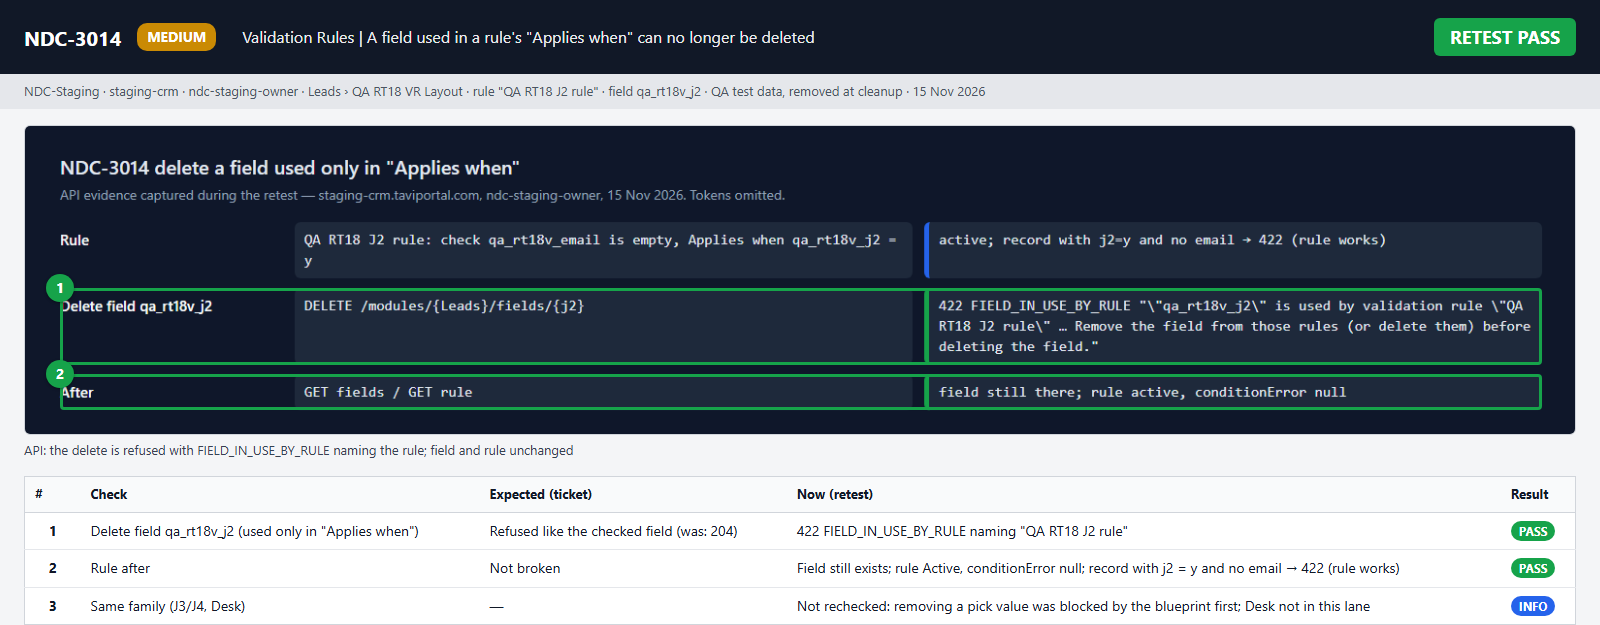 NDC-3014 MEDIUM Validation Rules | A field used in a rule's "Applies when" can no longer be deleted RETEST PASS
NDC-Staging · staging-crm · ndc-staging-owner · Leads › QA RT18 VR Layout · rule "QA RT18 J2 rule" · field qa_rt18v_j2 · QA test data, removed at cleanup · 15 Nov 2026
NDC-3014 delete a field used only in "Applies when"
API evidence captured during the retest — staging-crm.taviportal.com, ndc-staging-owner, 15 Nov 2026. Tokens omitted.
Rule
QA RT18 J2 rule: check qa_rt18v_email is empty, Applies when qa_rt18v_j2 =
y
active; record with j2=y and no email → 422 (rule works)
1
Delete field qa_rt18v_j2
DELETE /modules/{Leads}/fields/{j2}
422 FIELD_IN_USE_BY_RULE "\"qa_rt18v_j2\" is used by validation rule \"QA
RT18 J2 rule\" … Remove the field from those rules (or delete them) before
deleting the field."
2
After
GET fields / GET rule
field still there; rule active, conditionError null
API: the delete is refused with FIELD_IN_USE_BY_RULE naming the rule; field and rule unchanged
# Check Expected (ticket) Now (retest) Result
1 Delete field qa_rt18v_j2 (used only in "Applies when") Refused like the checked field (was: 204) 422 FIELD_IN_USE_BY_RULE naming "QA RT18 J2 rule" PASS
2 Rule after Not broken Field still exists; rule Active, conditionError null; record with j2 = y and no email → 422 (rule works) PASS
3 Same family (J3/J4, Desk) — Not rechecked: removing a pick value was blocked by the blueprint first; Desk not in this lane INFO